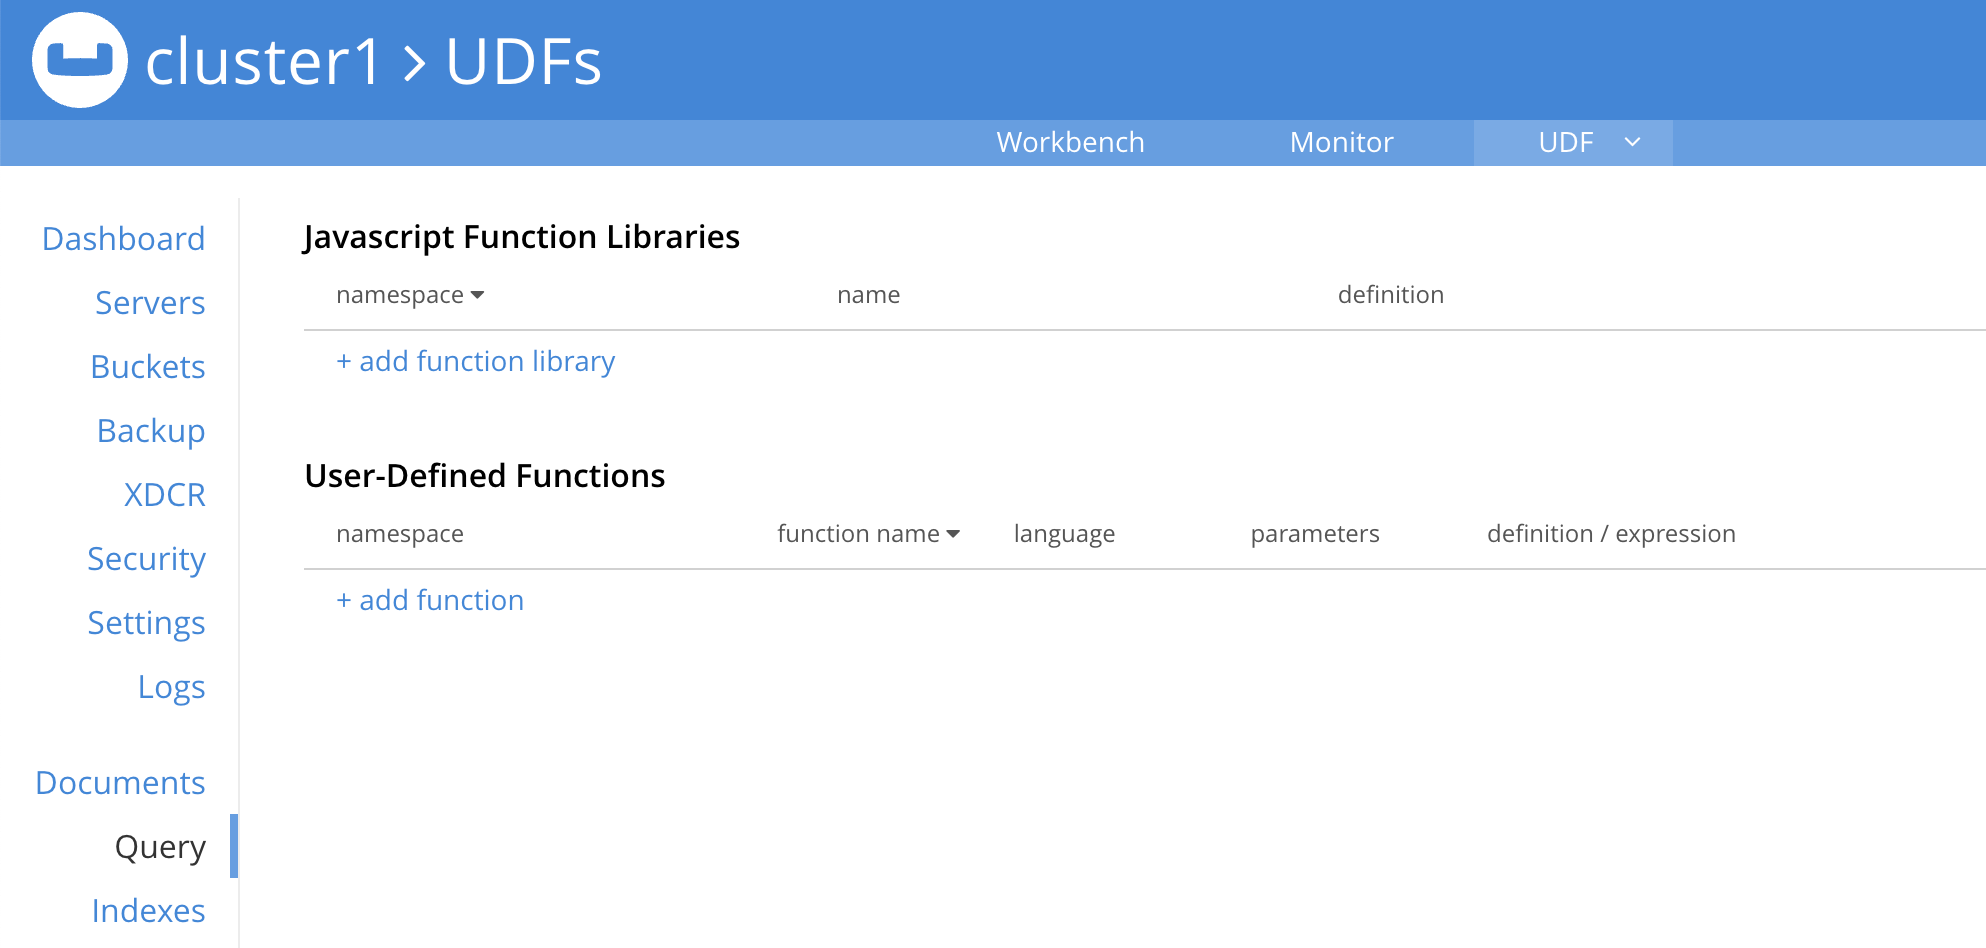 cluster1 > UDFs
Workbench Monitor UDF
Dashboard
Servers
Buckets
Backup
XDCR
Security
Settings
Logs
Documents
Query
Indexes
Javascript Function Libraries
namespace name definition
+ add function library
User-Defined Functions
namespace function name language parameters definition / expression
+ add function